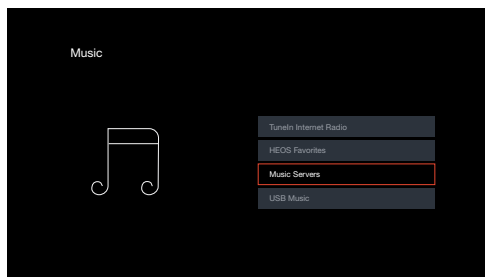 Music
TuneIn Internet Radio
HEOS Favorites
Music Servers
USB Music